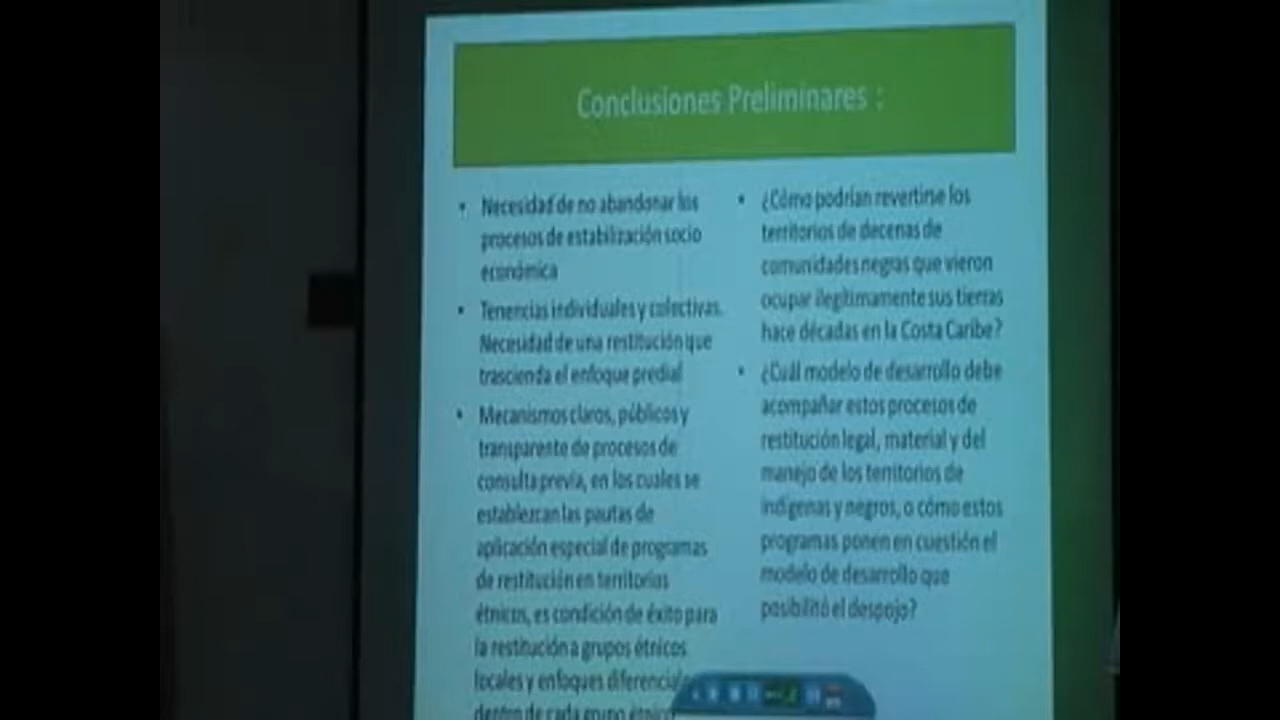 Conclusiones Preliminares :
• Necesidad de no abandonar los
procesos de estabilización socio
económica
• Tenencias individuales y colectivas.
Necesidad de una restitución que
trascienda el enfoque predial
• Mecanismos claros, públicos y
transparente de procesos de
consulta previa, en los cuales se
establezcan las pautas de
aplicación especial de programas
de restitución en territorios
étnicos, es condición de éxito para
la restitución a grupos étnicos
locales y enfoques diferenciales
dentro de cada grupo étnico
• ¿Cómo podrían revertirse los
territorios de decenas de
comunidades negras que vieron
ocupar ilegítimamente sus tierras
hace décadas en la Costa Caribe?
• ¿Cuál modelo de desarrollo debe
acompañar estos procesos de
restitución legal, material y del
manejo de los territorios de
indígenas y negros, o cómo estos
programas ponen en cuestión el
modelo de desarrollo que
posibilitó el despojo?